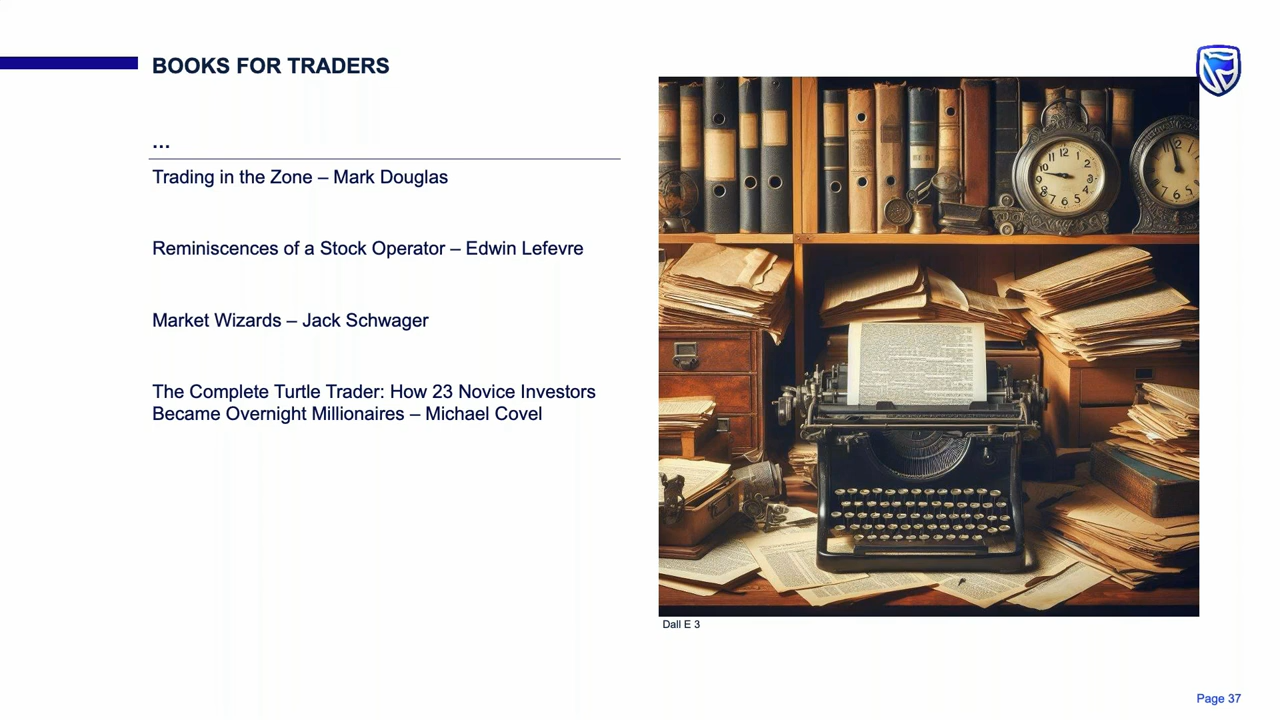 BOOKS FOR TRADERS
...
Trading in the Zone – Mark Douglas
Reminiscences of a Stock Operator – Edwin Lefevre
Market Wizards – Jack Schwager
The Complete Turtle Trader: How 23 Novice Investors
Became Overnight Millionaires – Michael Covel
Dall E 3
Page 37